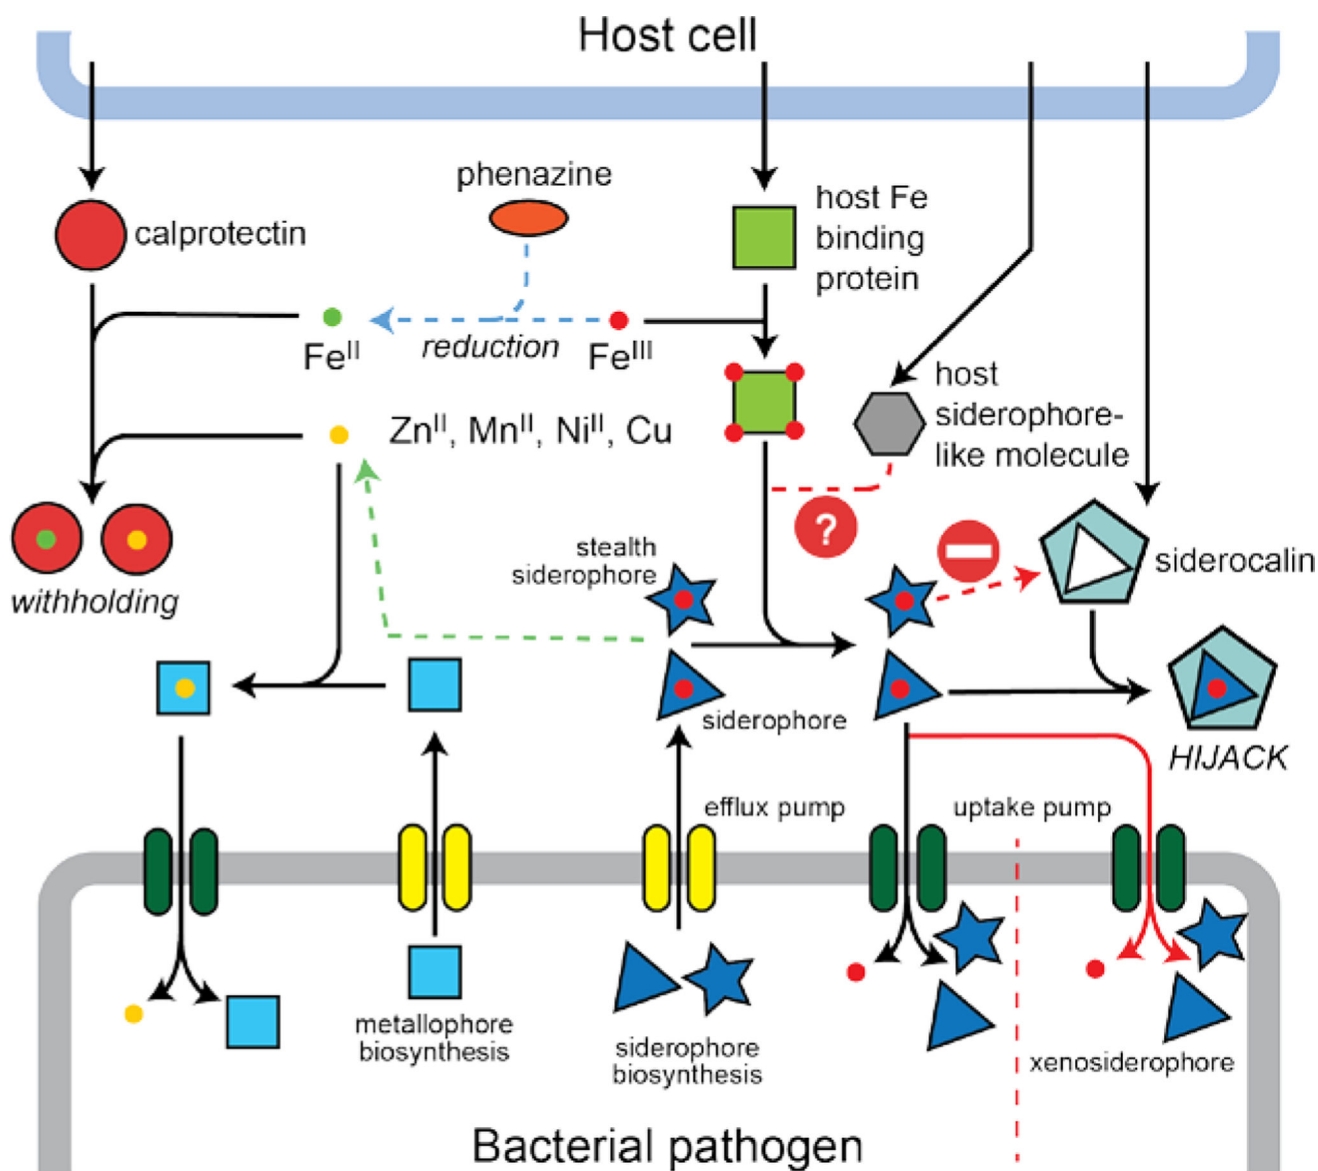 Host cell
phenazine
calprotectin
host Fe
binding
protein
Fe^II
reduction
Fe^III
host
siderophore-
like molecule
Zn^II, Mn^II, Ni^II, Cu
?
stealth
siderophore
siderocalin
withholding
siderophore
HIJACK
efflux pump
uptake pump
metallophore
biosynthesis
siderophore
biosynthesis
xenosiderophore
Bacterial pathogen